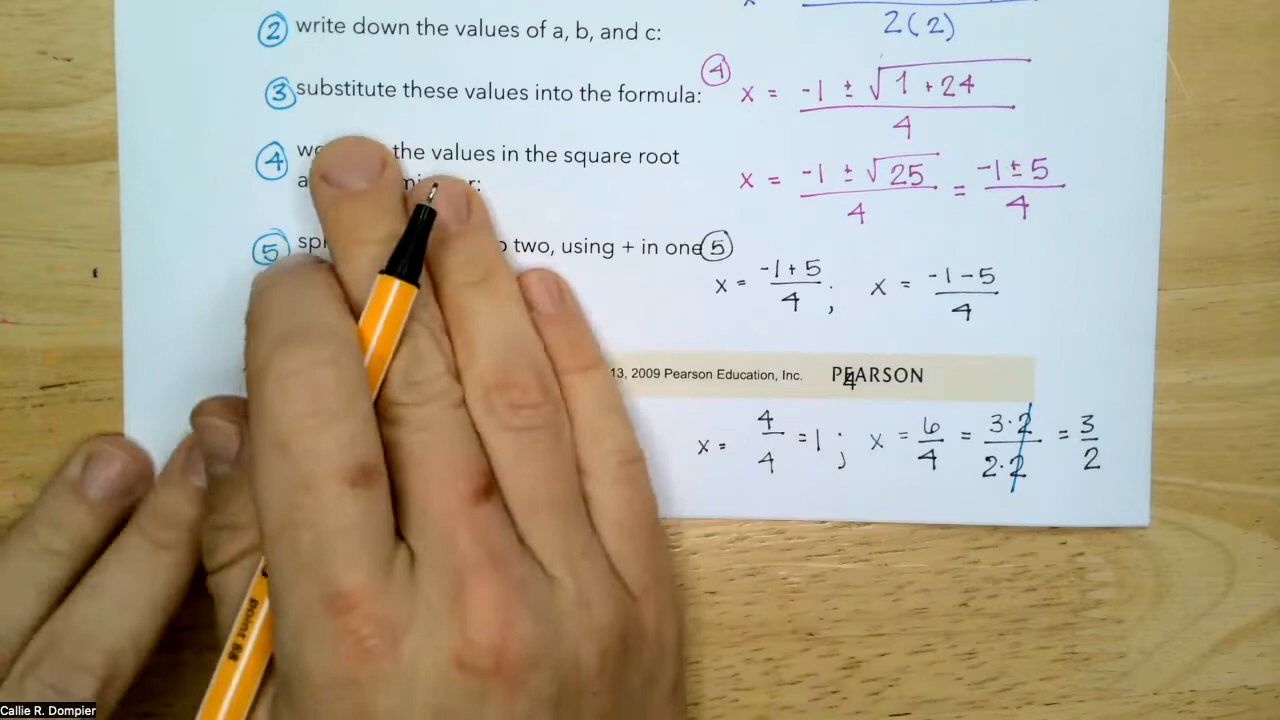 2(2)
② write down the values of a, b, and c:
③ substitute these values into the formula:
④ x = -1 ± √1 + 24 / 4
④ the values in the square root
x = -1 ± √25 / 4 = -1 ± 5 / 4
⑤ two, using + in one
⑤ x = -1 + 5 / 4 ; x = -1 - 5 / 4
13, 2009 Pearson Education, Inc. PEARSON
4
x = 4/4 = 1 ; x = 6/4 = 3·2 / 2·2 = 3/2
point 88
Callie R. Dompier